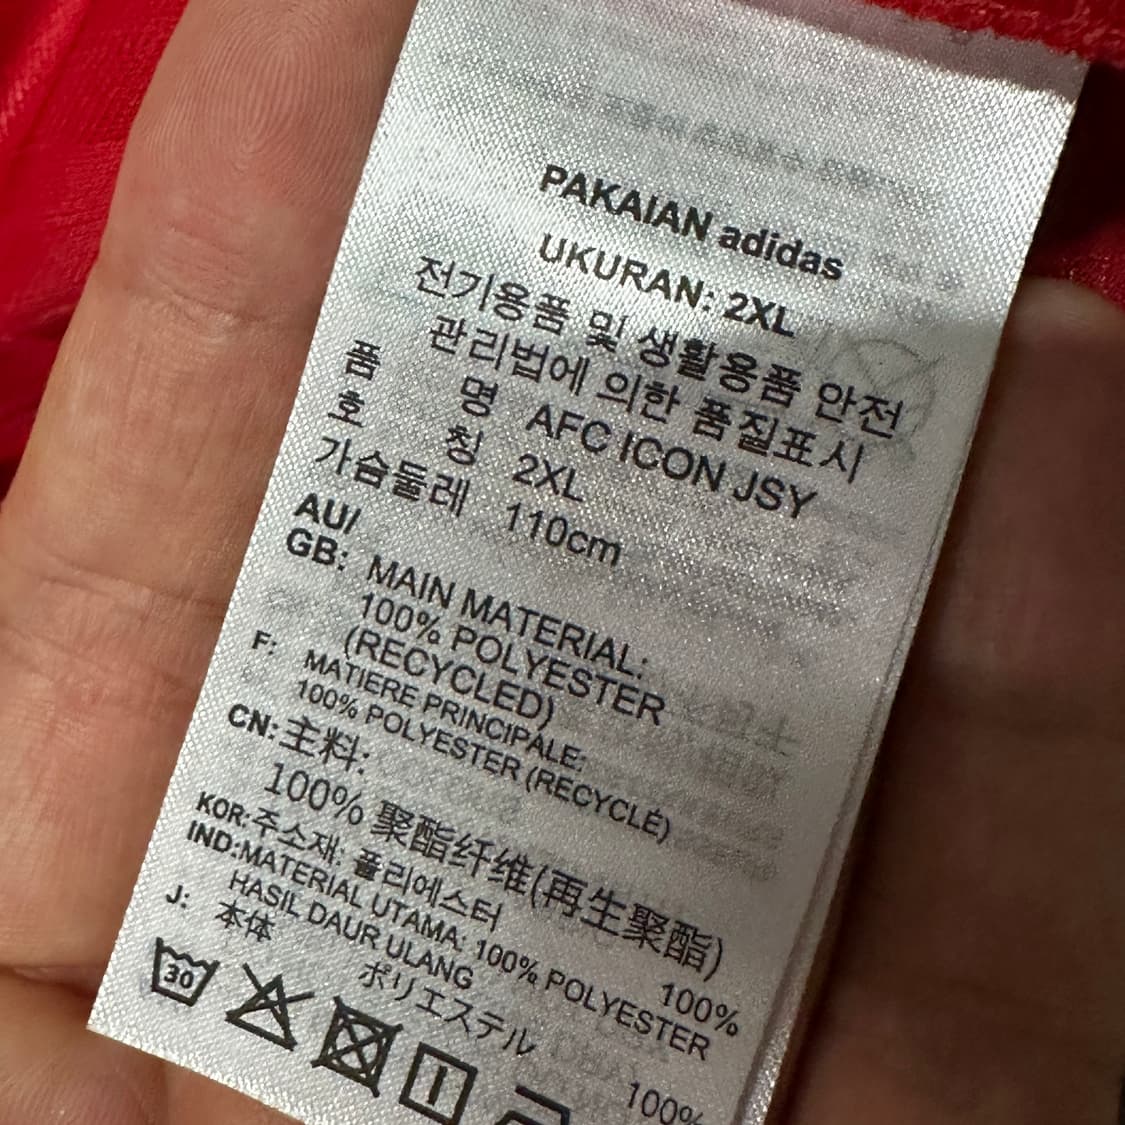 PAKAIAN adidas
UKURAN: 2XL
전기용품 및 생활용품 안전
관리법에 의한 품질표시
품 명 AFC ICON JSY
호 칭 2XL
가슴둘레 110cm
AU/
GB: MAIN MATERIAL:
100% POLYESTER
(RECYCLED)
F: MATIERE PRINCIPALE:
100% POLYESTER (RECYCLÉ)
CN: 主料:
100% 聚酯纤维(再生聚酯)
KOR: 주소재: 폴리에스터 100%
IND: MATERIAL UTAMA: 100% POLYESTER
HASIL DAUR ULANG
J: 本体
ポリエステル 100%
30